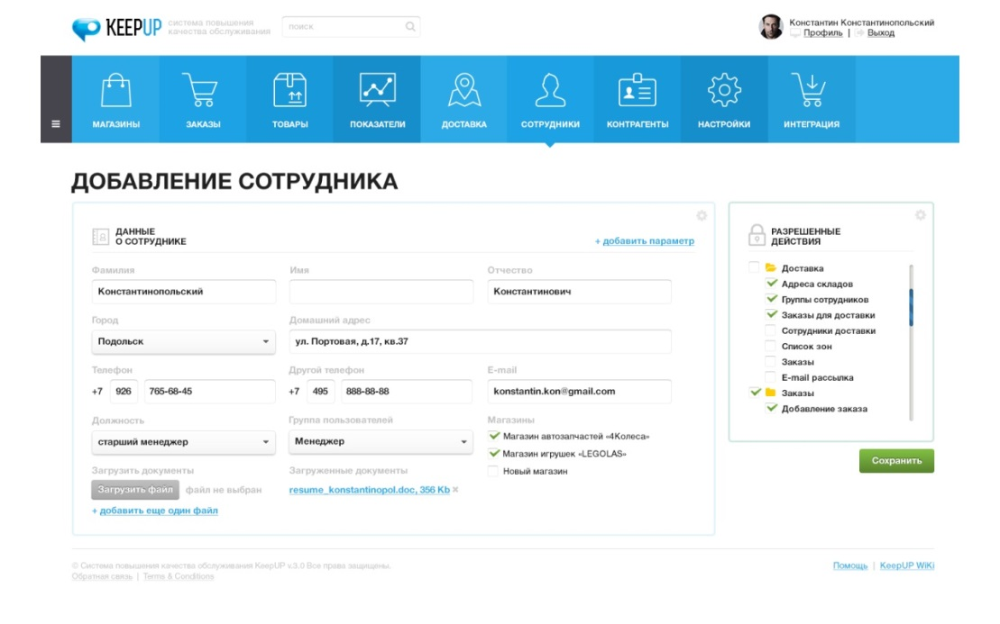 KEEPUP система повышения качества обслуживания
поиск
Константин Константинопольский
Профиль | Выход
МАГАЗИНЫ ЗАКАЗЫ ТОВАРЫ ПОКАЗАТЕЛИ ДОСТАВКА СОТРУДНИКИ КОНТРАГЕНТЫ НАСТРОЙКИ ИНТЕГРАЦИЯ
ДОБАВЛЕНИЕ СОТРУДНИКА
ДАННЫЕ
О СОТРУДНИКЕ
+ добавить параметр
Фамилия Имя Отчество
Константинопольский Константинович
Город Домашний адрес
Подольск ул. Портовая, д.17, кв.37
Телефон Другой телефон E-mail
+7 926 765-68-45 +7 495 888-88-88 konstantin.kon@gmail.com
Должность Группа пользователей Магазины
старший менеджер Менеджер
Магазин автозапчастей «4Колеса»
Магазин игрушек «LEGOLAS»
Новый магазин
Загрузить документы Загруженные документы
Загрузить файл файл не выбран resume_konstantinopol.doc, 356 Kb
+ добавить еще один файл
РАЗРЕШЕННЫЕ
ДЕЙСТВИЯ
Доставка
Адреса складов
Группы сотрудников
Заказы для доставки
Сотрудники доставки
Список зон
Заказы
E-mail рассылка
Заказы
Добавление заказа
Сохранить
© Система повышения качества обслуживания KeepUP v.3.0 Все права защищены.
Обратная связь | Terms & Conditions
Помощь | KeepUP WiKi